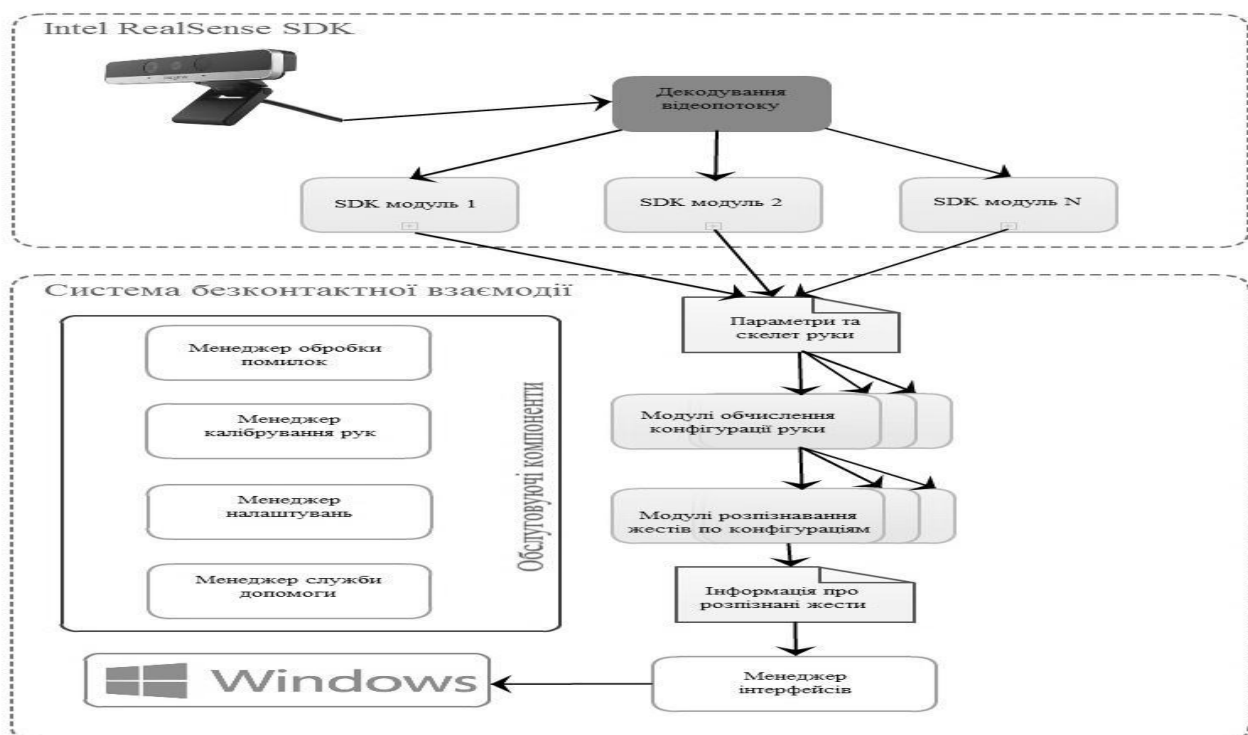 Intel RealSense SDK
Декодування
відеопотоку
SDK модуль 1
SDK модуль 2
SDK модуль N
Система безконтактної взаємодії
Менеджер обробки
помилок
Менеджер
калібрування рук
Менеджер
налаштувань
Менеджер служби
допомоги
Обслуговуючі компоненти
Параметри та
скелет руки
Модулі обчислення
конфігурації руки
Модулі розпізнавання
жестів по конфігураціям
Інформація про
розпізнані жести
Менеджер
інтерфейсів
Windows